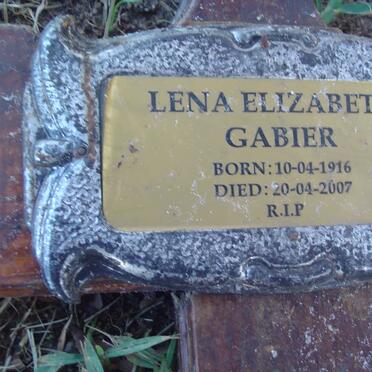 LENA ELIZABET
GABIER
BORN: 10-04-1916
DIED: 20-04-2007
R.I.P